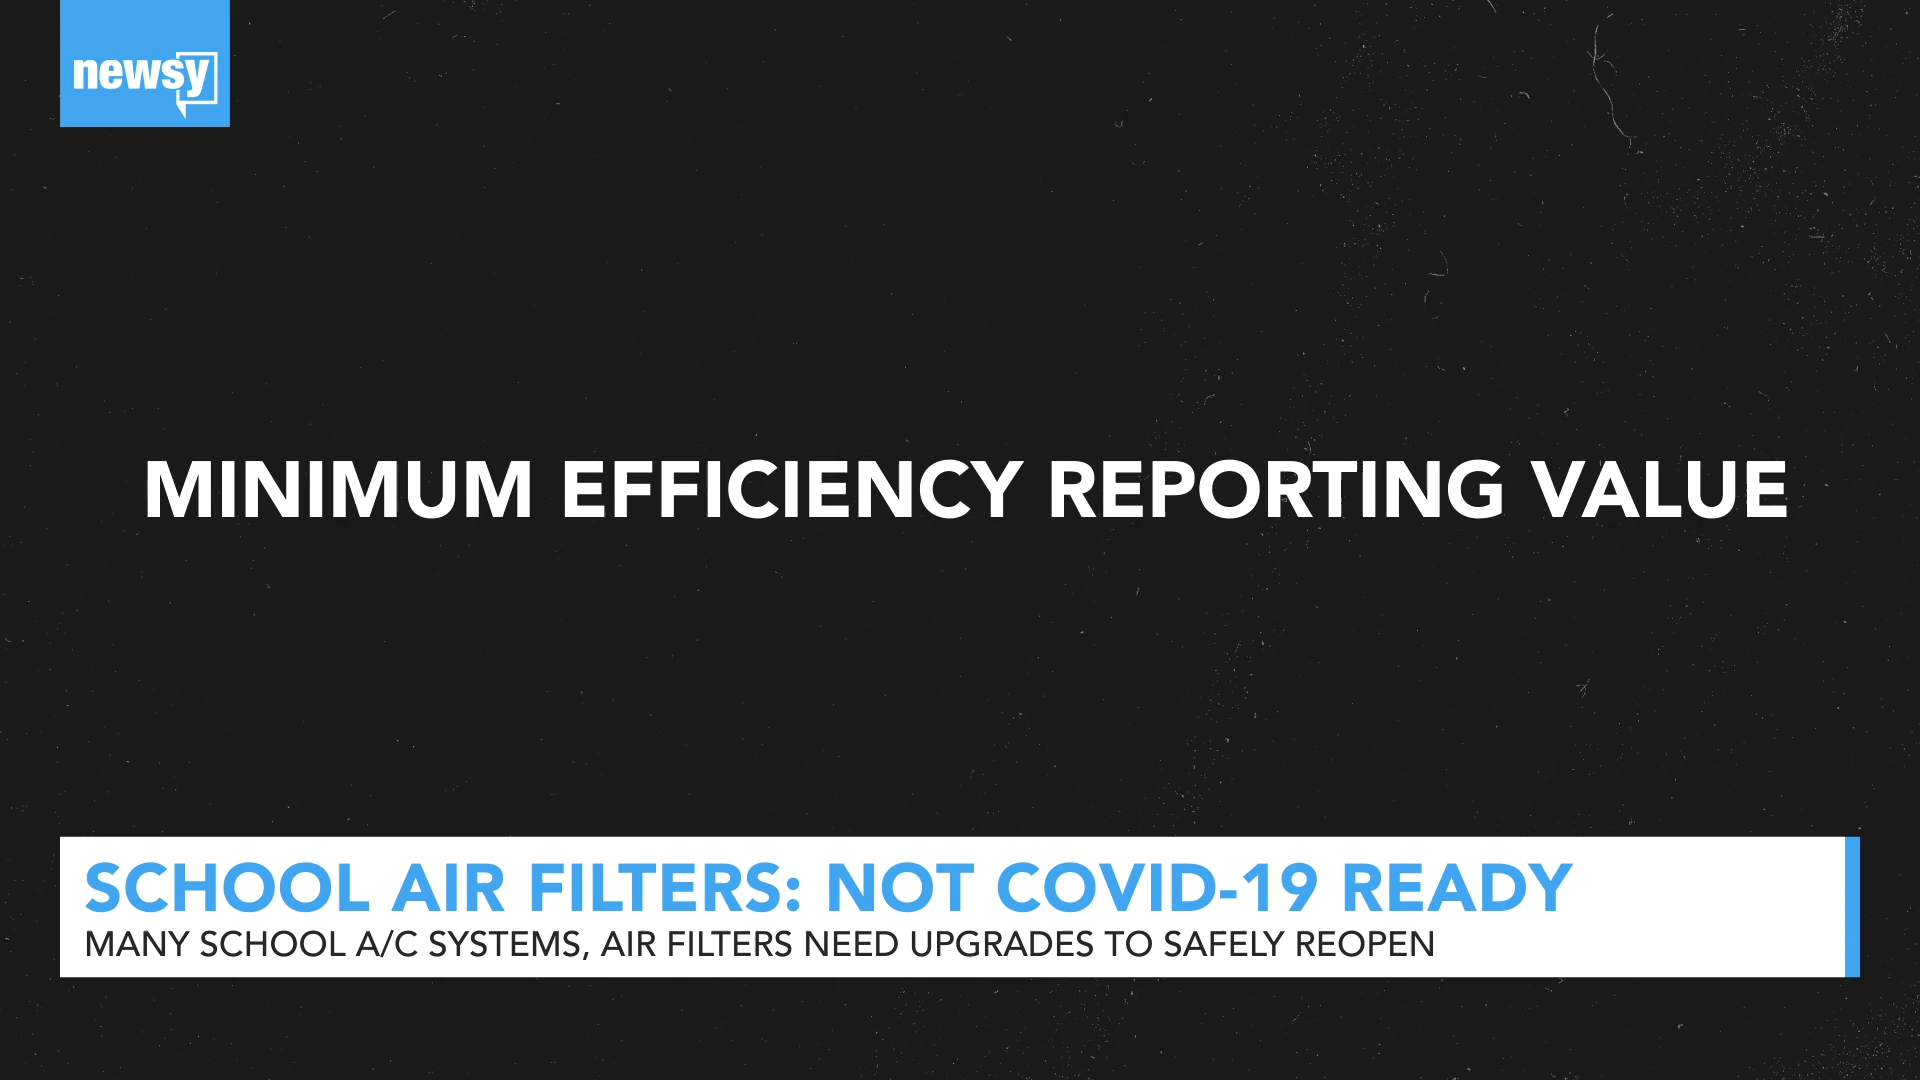 newsy
MINIMUM EFFICIENCY REPORTING VALUE
SCHOOL AIR FILTERS: NOT COVID-19 READY
MANY SCHOOL A/C SYSTEMS, AIR FILTERS NEED UPGRADES TO SAFELY REOPEN